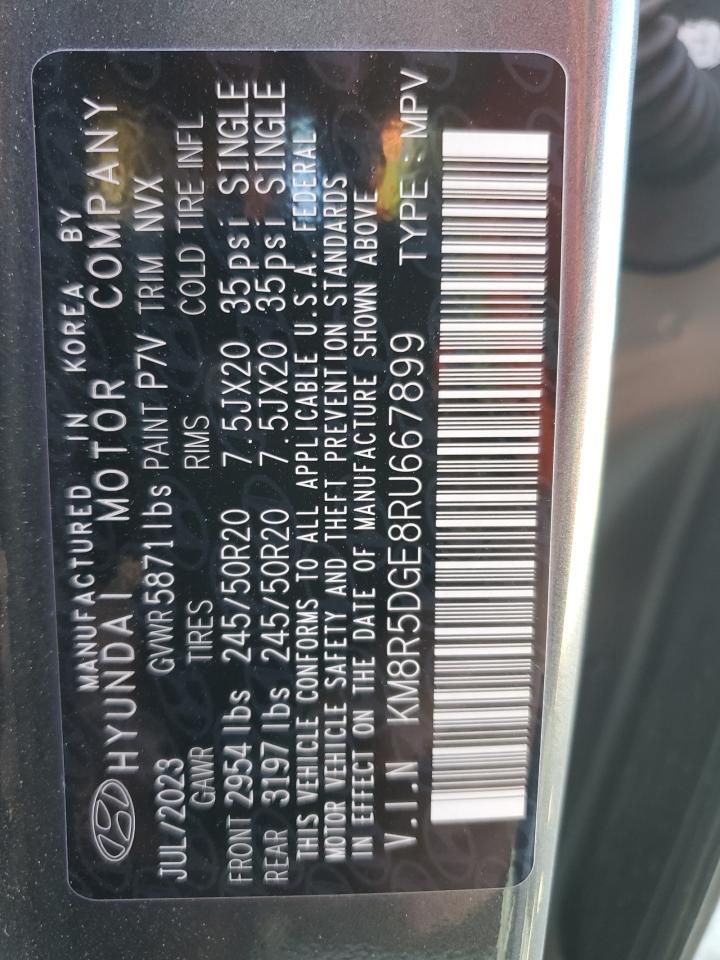 MANUFACTURED IN KOREA BY
HYUNDAI MOTOR COMPANY
JUL/2023 GVWR 5871 lbs PAINT P7V TRIM NVX
GAWR TIRES RIMS COLD TIRE INFL
FRONT 2954 lbs 245/50R20 7.5JX20 35psi SINGLE
REAR 3197 lbs 245/50R20 7.5JX20 35psi SINGLE
THIS VEHICLE CONFORMS TO ALL APPLICABLE U.S.A. FEDERAL
MOTOR VEHICLE SAFETY AND THEFT PREVENTION STANDARDS
IN EFFECT ON THE DATE OF MANUFACTURE SHOWN ABOVE
V.I.N KM8R5DGE8RU667899 TYPE : MPV